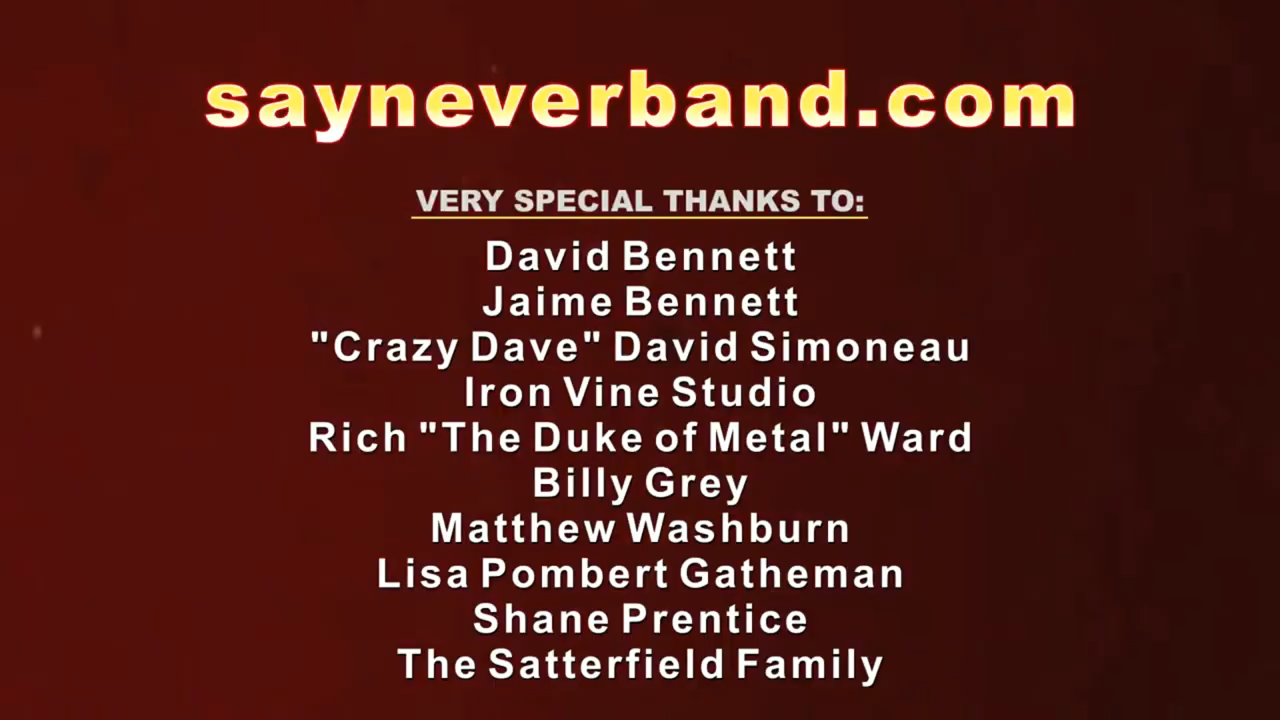 sayneverband.com
VERY SPECIAL THANKS TO:
David Bennett
Jaime Bennett
"Crazy Dave" David Simoneau
Iron Vine Studio
Rich "The Duke of Metal" Ward
Billy Grey
Matthew Washburn
Lisa Pombert Gatheman
Shane Prentice
The Satterfield Family